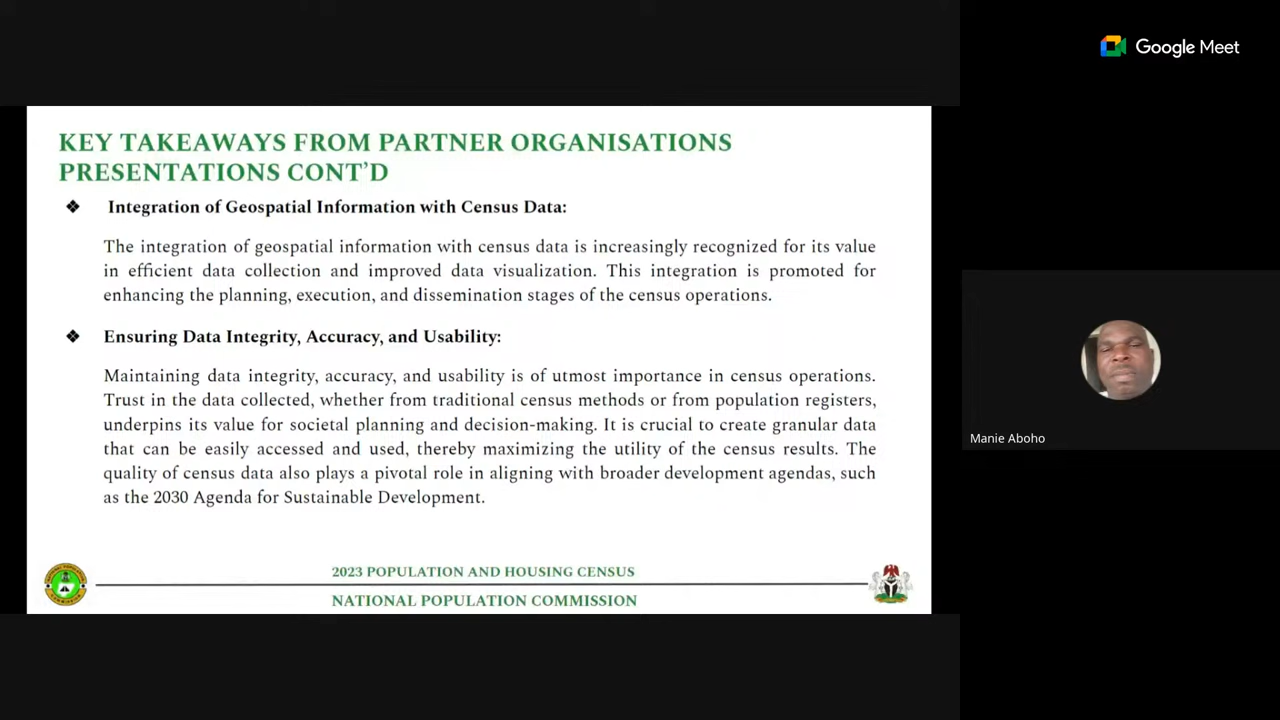 Google Meet
KEY TAKEAWAYS FROM PARTNER ORGANISATIONS
PRESENTATIONS CONT'D
❖ Integration of Geospatial Information with Census Data:
The integration of geospatial information with census data is increasingly recognized for its value
in efficient data collection and improved data visualization. This integration is promoted for
enhancing the planning, execution, and dissemination stages of the census operations.
❖ Ensuring Data Integrity, Accuracy, and Usability:
Maintaining data integrity, accuracy, and usability is of utmost importance in census operations.
Trust in the data collected, whether from traditional census methods or from population registers,
underpins its value for societal planning and decision-making. It is crucial to create granular data
that can be easily accessed and used, thereby maximizing the utility of the census results. The
quality of census data also plays a pivotal role in aligning with broader development agendas, such
as the 2030 Agenda for Sustainable Development.
2023 POPULATION AND HOUSING CENSUS
NATIONAL POPULATION COMMISSION
Manie Aboho